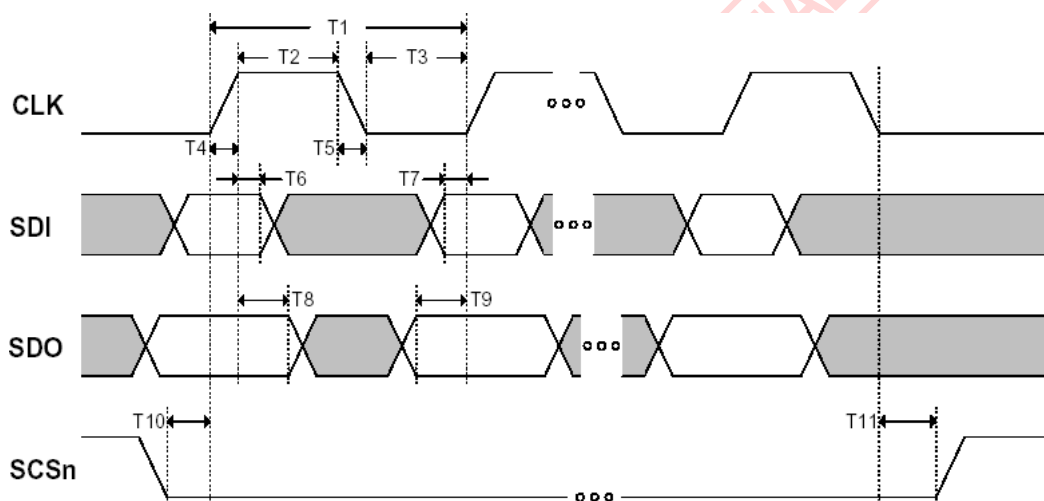 T1
T2 T3
CLK
T4 T5
T6 T7
SDI
T8 T9
SDO
T10 T11
SCSn